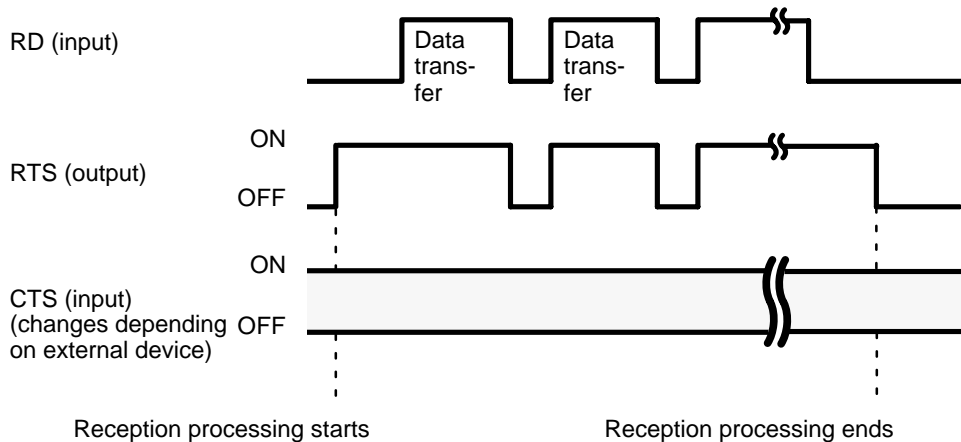 RD (input)
Data
trans-
fer
Data
trans-
fer
ON
RTS (output)
OFF
ON
CTS (input)
(changes depending
on external device)
OFF
Reception processing starts
Reception processing ends